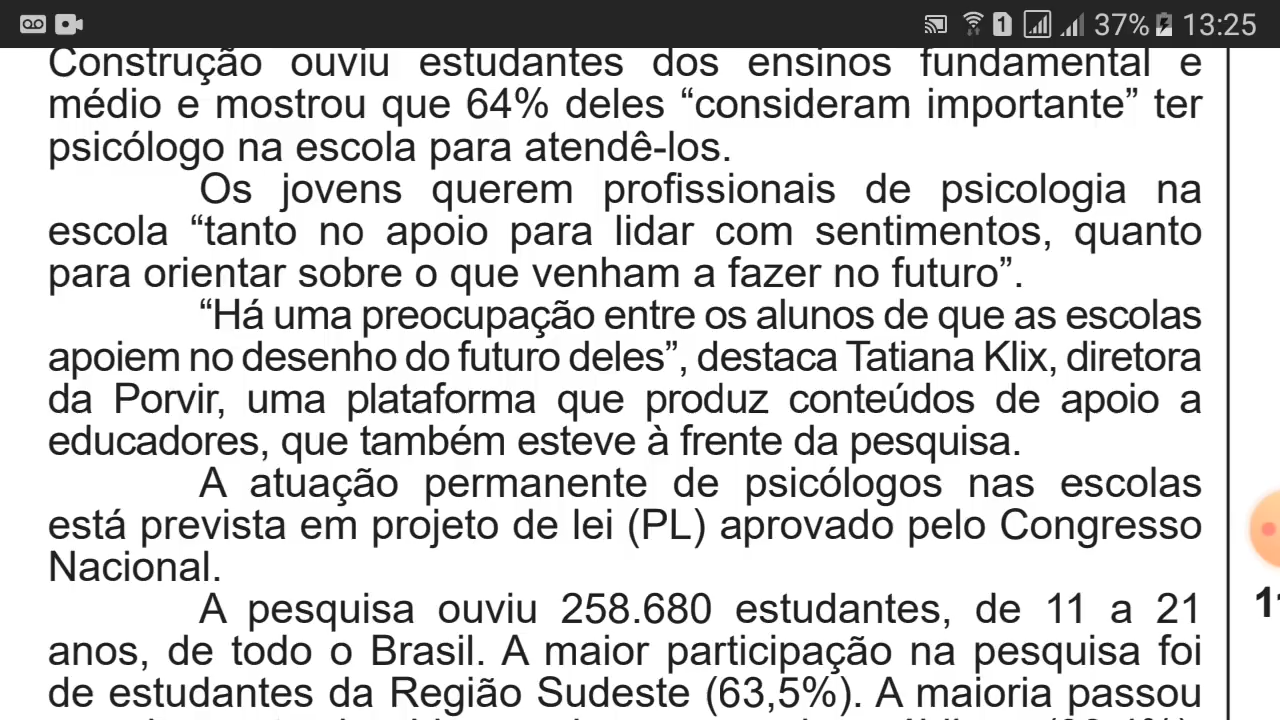 37% 13:25
Construção ouviu estudantes dos ensinos fundamental e
médio e mostrou que 64% deles “consideram importante” ter
psicólogo na escola para atendê-los.
Os jovens querem profissionais de psicologia na
escola “tanto no apoio para lidar com sentimentos, quanto
para orientar sobre o que venham a fazer no futuro”.
“Há uma preocupação entre os alunos de que as escolas
apoiem no desenho do futuro deles”, destaca Tatiana Klix, diretora
da Porvir, uma plataforma que produz conteúdos de apoio a
educadores, que também esteve à frente da pesquisa.
A atuação permanente de psicólogos nas escolas
está prevista em projeto de lei (PL) aprovado pelo Congresso
Nacional.
A pesquisa ouviu 258.680 estudantes, de 11 a 21
anos, de todo o Brasil. A maior participação na pesquisa foi
de estudantes da Região Sudeste (63,5%). A maioria passou